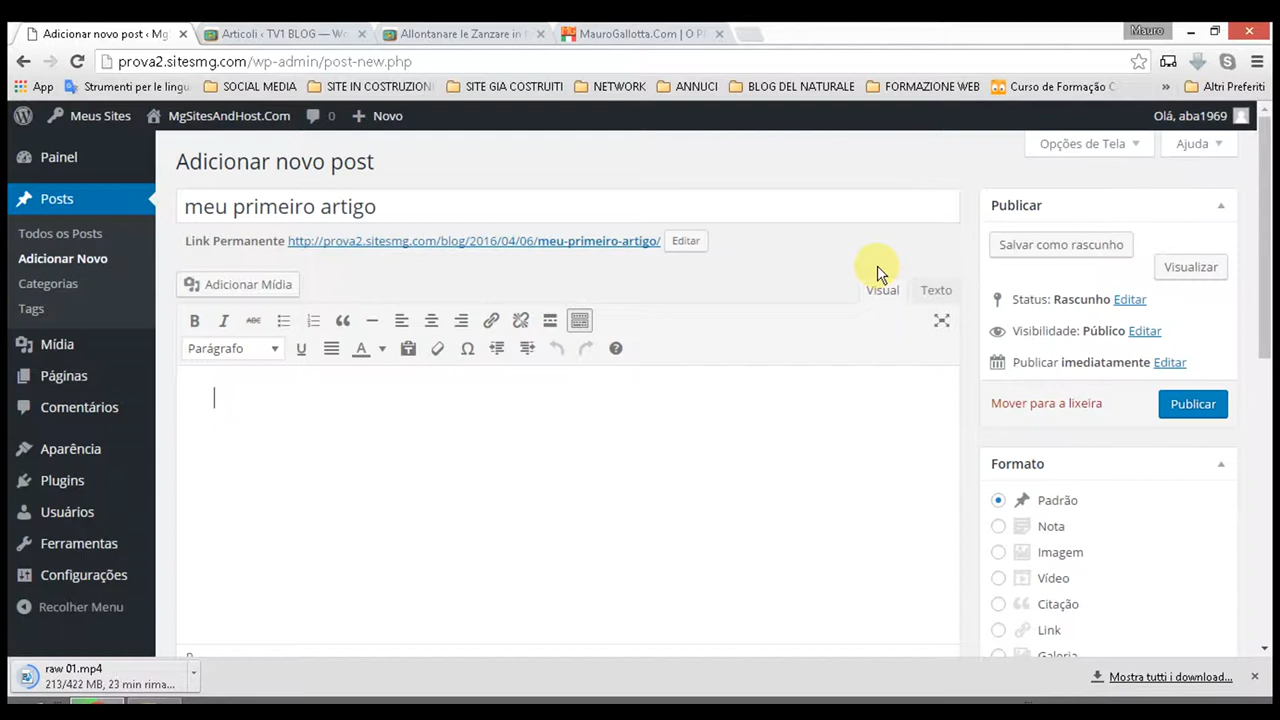 Adicionar novo post ‹ Mg
Articoli ‹ TV1 BLOG — Wo
Allontanare le Zanzare in
MauroGallotta.Com | O P
Mauro
prova2.sitesmg.com/wp-admin/post-new.php
App
Strumenti per le lingu
SOCIAL MEDIA
SITE IN COSTRUZION
SITE GIA COSTRUITI
NETWORK
ANNUCI
BLOG DEL NATURALE
FORMAZIONE WEB
Curso de Formação C
»
Altri Preferiti
Meus Sites
MgSitesAndHost.Com
0
Novo
Olá, aba1969
Painel
Posts
Todos os Posts
Adicionar Novo
Categorias
Tags
Mídia
Páginas
Comentários
Aparência
Plugins
Usuários
Ferramentas
Configurações
Recolher Menu
Opções de Tela
Ajuda
Adicionar novo post
meu primeiro artigo
Link Permanente http://prova2.sitesmg.com/blog/2016/04/06/meu-primeiro-artigo/ Editar
Adicionar Mídia
Visual
Texto
B I ABC
Parágrafo
U A Ω ?
Publicar
Salvar como rascunho
Visualizar
Status: Rascunho Editar
Visibilidade: Público Editar
Publicar imediatamente Editar
Mover para a lixeira
Publicar
Formato
Padrão
Nota
Imagem
Vídeo
Citação
Link
Galeria
p
raw 01.mp4
213/422 MB, 23 min rima...
Mostra tutti i download...